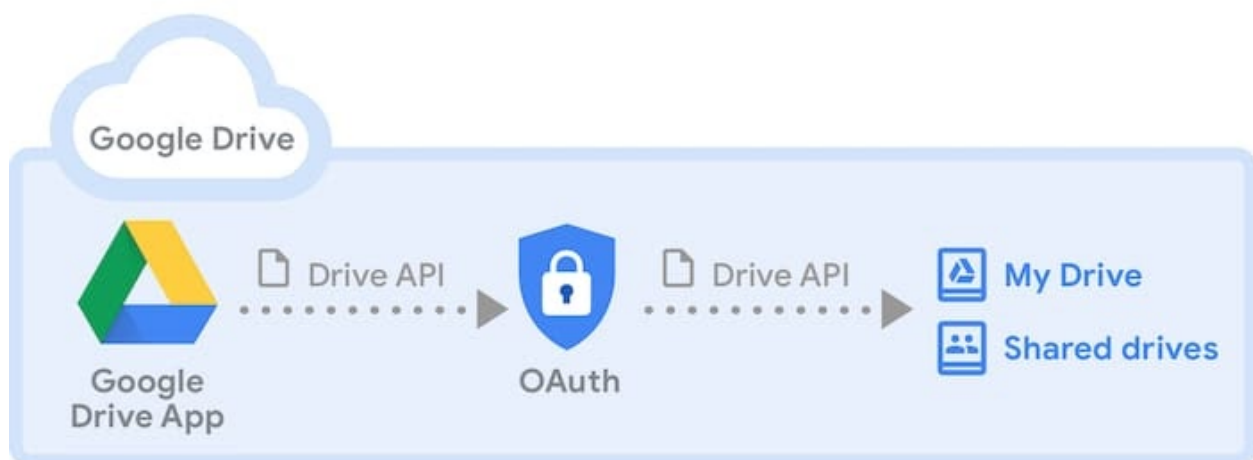 Google Drive
Drive API
Drive API
My Drive
Shared drives
Google
Drive App
OAuth